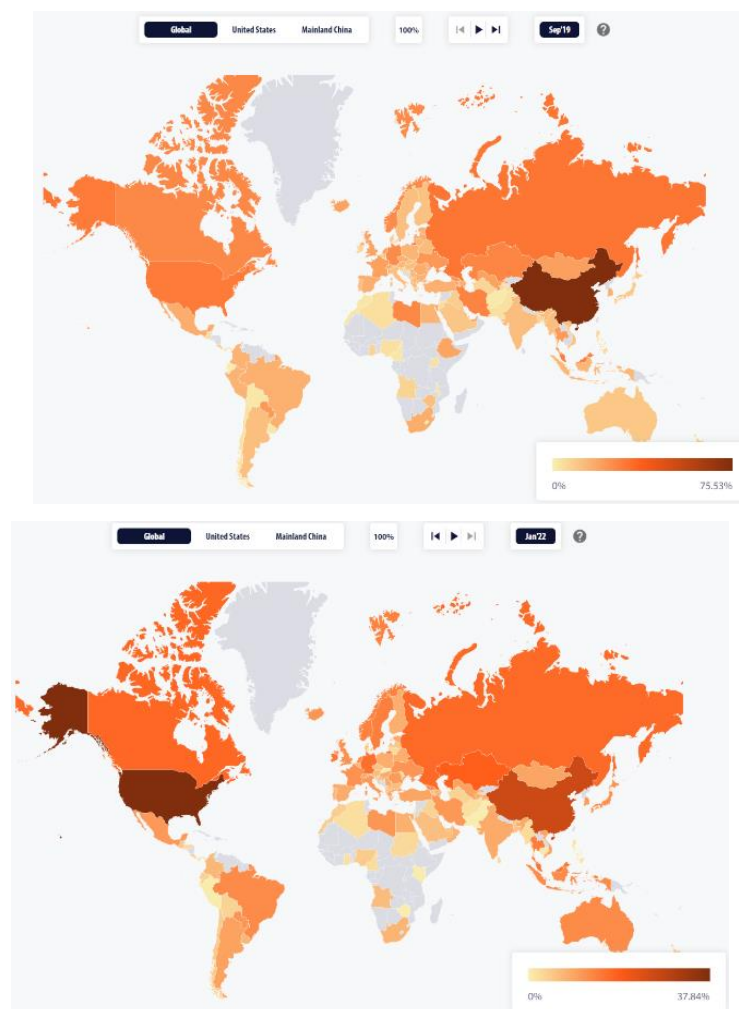 Global United States Mainland China 100% Sep'19 ?
0% 75.53%
Global United States Mainland China 100% Jan'22 ?
0% 37.84%